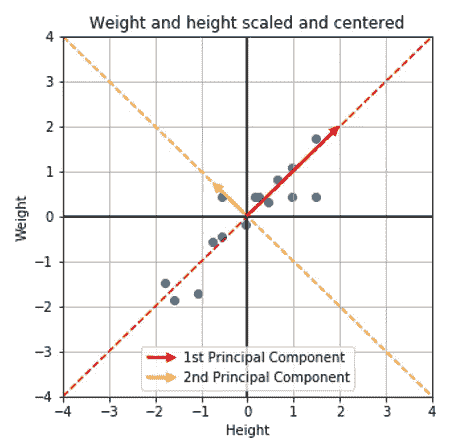 Weight and height scaled and centered
4
3
2
1
0
−1
−2
−3
−4
Weight
1st Principal Component
2nd Principal Component
−4 −3 −2 −1 0 1 2 3 4
Height